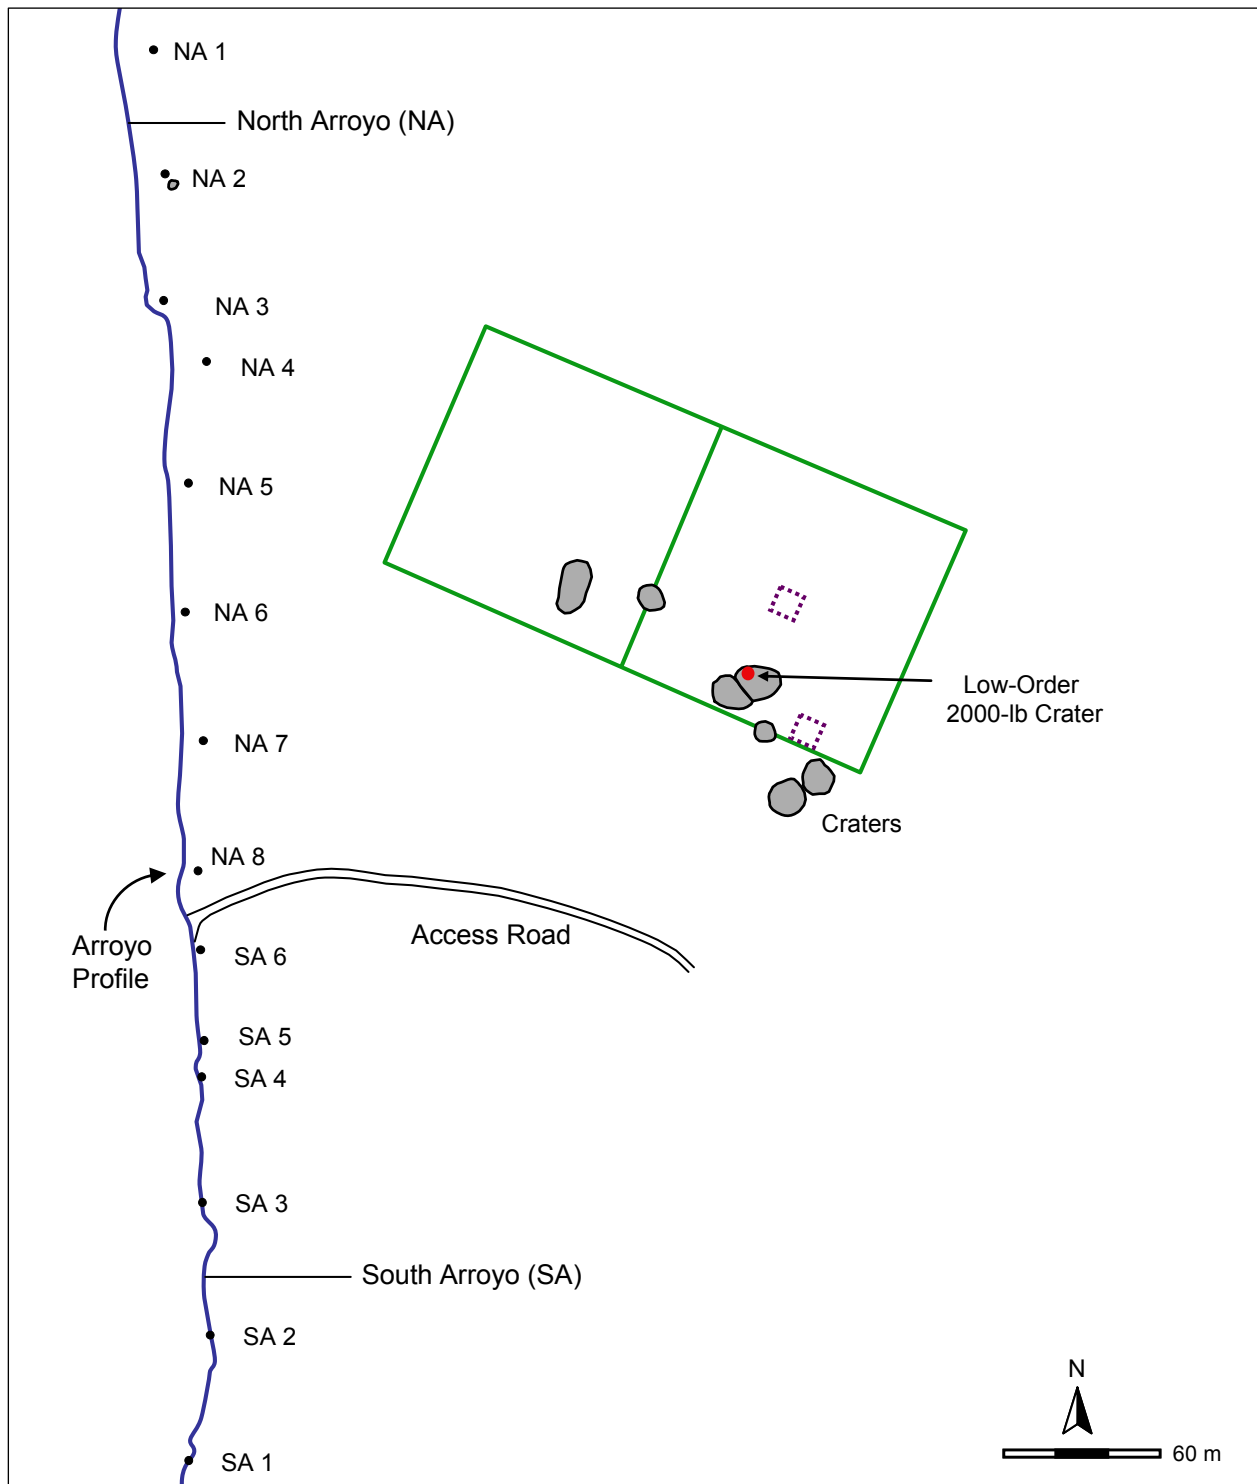 NA 1
North Arroyo (NA)
NA 2
NA 3
NA 4
NA 5
NA 6
Low-Order
2000-lb Crater
NA 7
Craters
NA 8
Access Road
Arroyo
Profile
SA 6
SA 5
SA 4
SA 3
South Arroyo (SA)
SA 2
N
60 m
SA 1